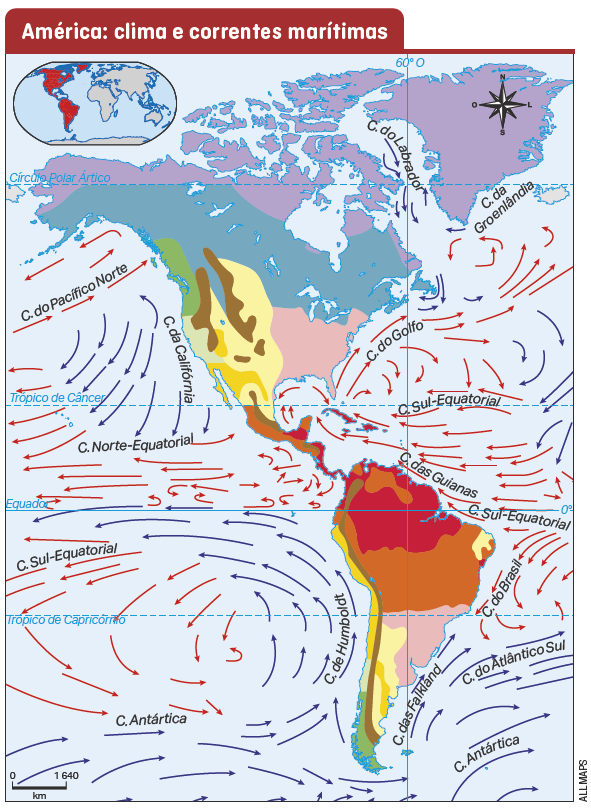 América: clima e correntes marítimas
60° O
N
O
L
S
C. do Labrador
Círculo Polar Ártico
C. da
Groenlândia
C. do Pacífico Norte
C. da Califórnia
C. do Golfo
Trópico de Câncer
C. Sul-Equatorial
C. Norte-Equatorial
C. das Guianas
Equador
C. Sul-Equatorial
0°
C. Sul-Equatorial
C. do Brasil
Trópico de Capricórnio
C. de Humboldt
C. do Atlântico Sul
C. das Falkland
C. Antártica
C. Antártica
0
1 640
km
ALL MAPS